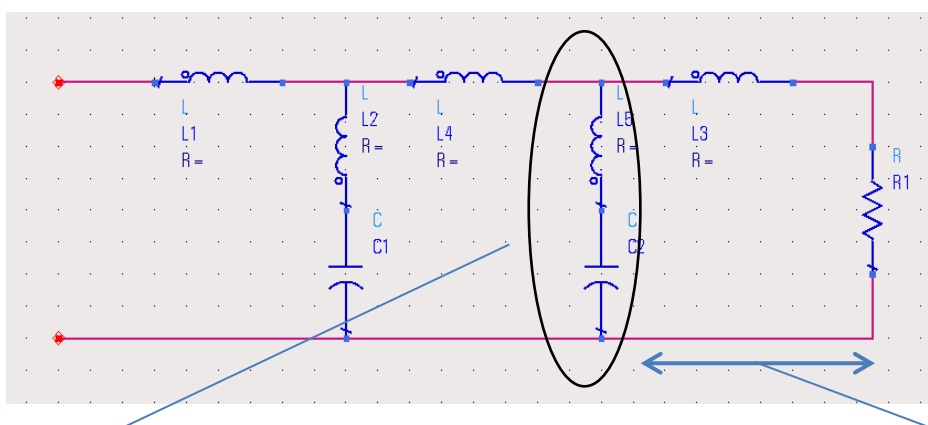 L
L1
R =
L
L2
R =
L
L4
R =
L
L5
R =
L
L3
R =
R
R1
C
C1
C
C2